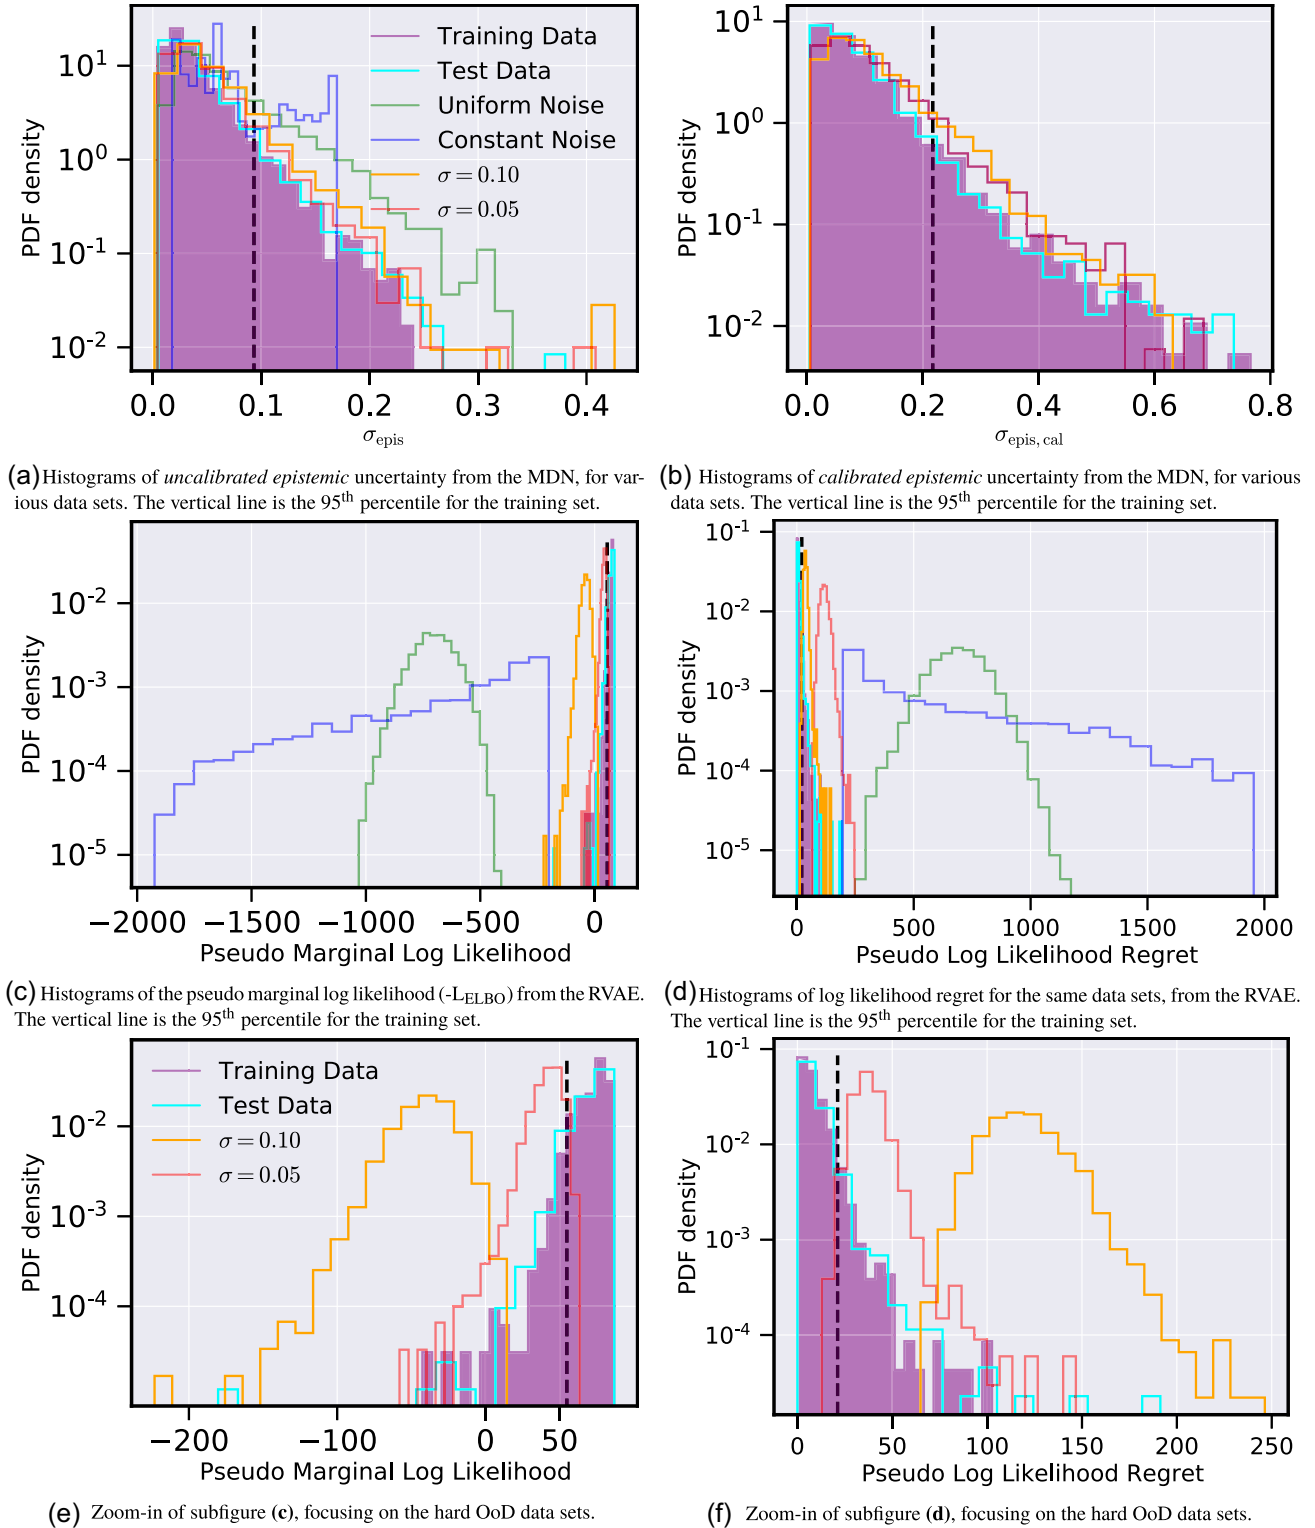 PDF density
10¹
10⁰
10⁻¹
10⁻²
Training Data
Test Data
Uniform Noise
Constant Noise
σ = 0.10
σ = 0.05
0.0 0.1 0.2 0.3 0.4
σepis
PDF density
10¹
10⁰
10⁻¹
10⁻²
0.0 0.2 0.4 0.6 0.8
σepis, cal
(a) Histograms of uncalibrated epistemic uncertainty from the MDN, for var-
ious data sets. The vertical line is the 95th percentile for the training set.
(b) Histograms of calibrated epistemic uncertainty from the MDN, for various
data sets. The vertical line is the 95th percentile for the training set.
PDF density
10⁻²
10⁻³
10⁻⁴
10⁻⁵
−2000 −1500 −1000 −500 0
Pseudo Marginal Log Likelihood
PDF density
10⁻¹
10⁻²
10⁻³
10⁻⁴
10⁻⁵
0 500 1000 1500 2000
Pseudo Log Likelihood Regret
(c) Histograms of the pseudo marginal log likelihood (-LELBO) from the RVAE.
The vertical line is the 95th percentile for the training set.
(d) Histograms of log likelihood regret for the same data sets, from the RVAE.
The vertical line is the 95th percentile for the training set.
PDF density
10⁻²
10⁻³
10⁻⁴
Training Data
Test Data
σ = 0.10
σ = 0.05
−200 −100 0 50
Pseudo Marginal Log Likelihood
PDF density
10⁻¹
10⁻²
10⁻³
10⁻⁴
0 50 100 150 200 250
Pseudo Log Likelihood Regret
(e) Zoom-in of subfigure (c), focusing on the hard OoD data sets.
(f) Zoom-in of subfigure (d), focusing on the hard OoD data sets.